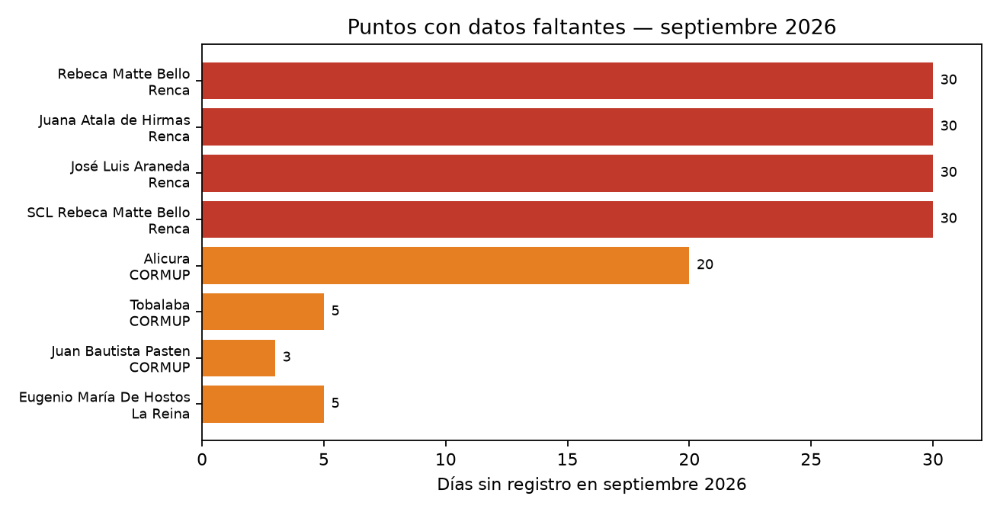 Puntos con datos faltantes — septiembre 2026
Rebeca Matte Bello
Renca
30
Juana Atala de Hirmas
Renca
30
José Luis Araneda
Renca
30
SCL Rebeca Matte Bello
Renca
30
Alicura
CORMUP
20
Tobalaba
CORMUP
5
Juan Bautista Pasten
CORMUP
3
Eugenio María De Hostos
La Reina
5
0 5 10 15 20 25 30
Días sin registro en septiembre 2026